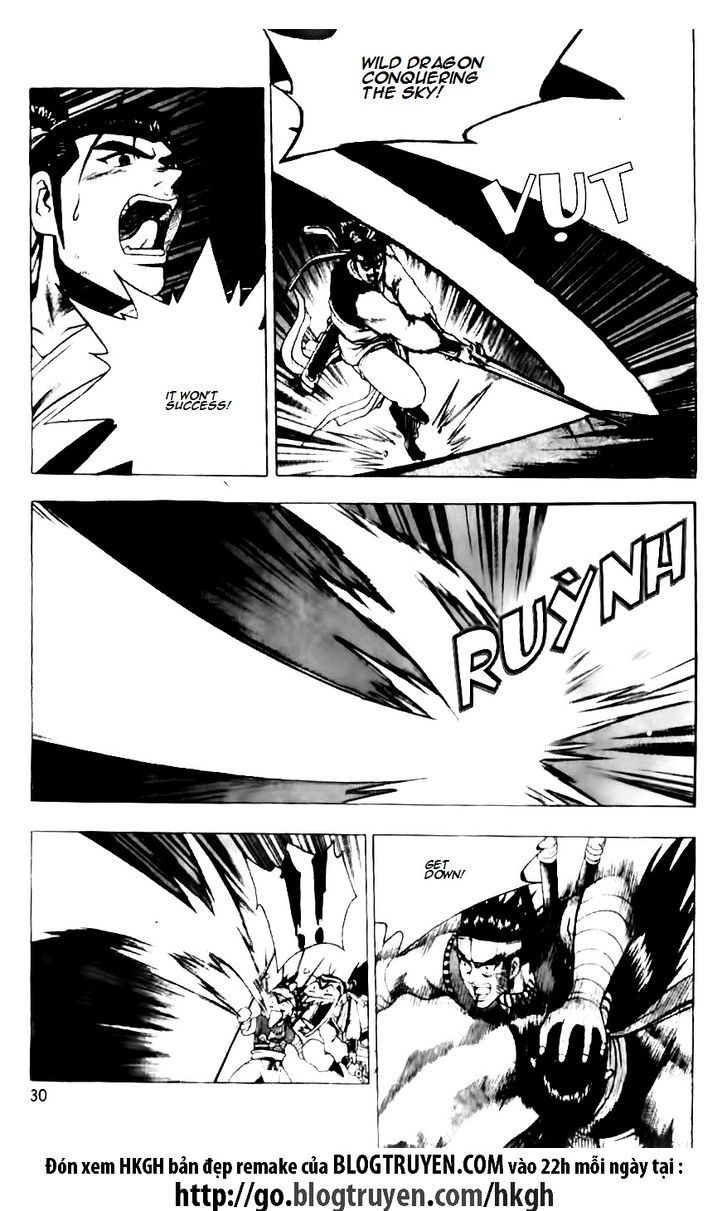 WILD DRAGON
CONQUERING
THE SKY!
VUT
IT WON'T
SUCCESS!
RUỲNH
GET
DOWN!
30
Đón xem HKGH bản đẹp remake của BLOGTRUYEN.COM vào 22h mỗi ngày tại :
http://go.blogtruyen.com/hkgh